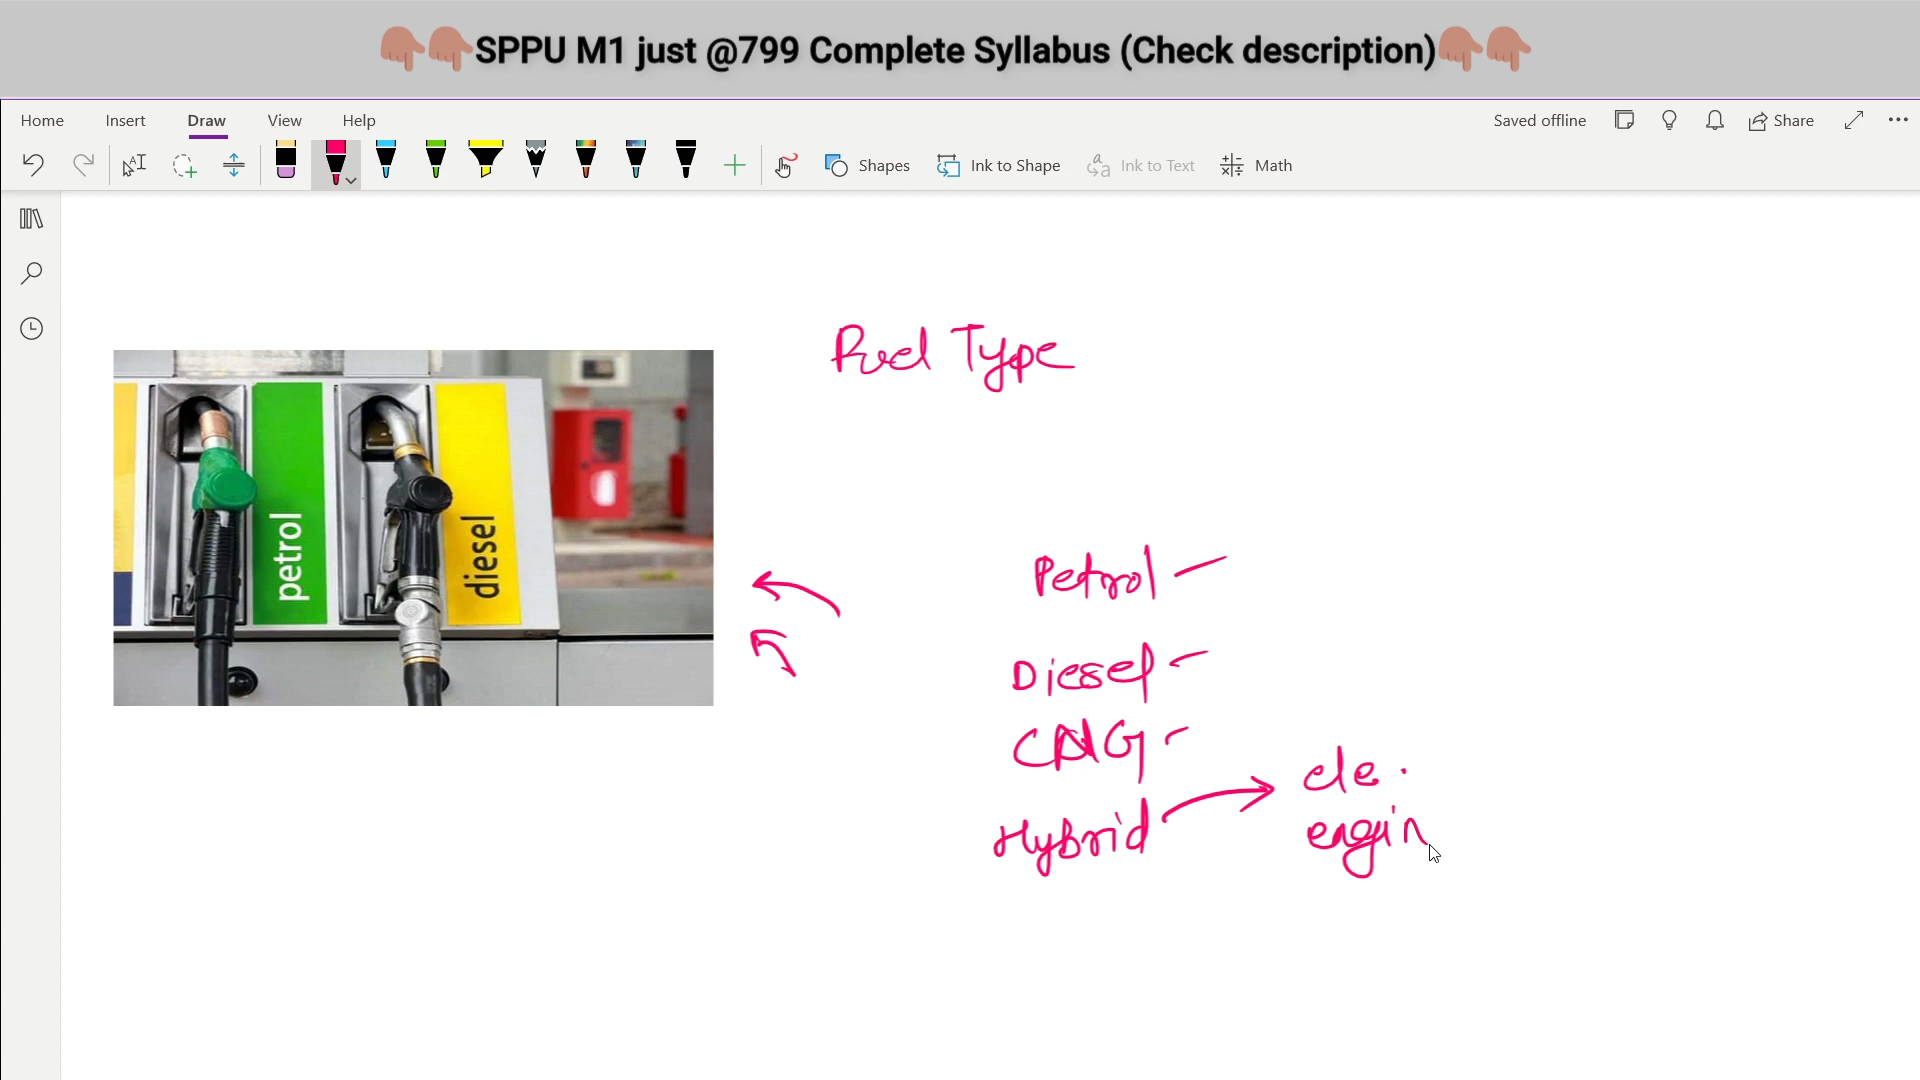 👇👇SPPU M1 just @799 Complete Syllabus (Check description)👇👇
Home Insert Draw View Help
Saved offline Share
Shapes Ink to Shape Ink to Text Math
Fuel Type
petrol
diesel
Petrol –
Diesel –
CNG –
Hybrid → ele.
engin